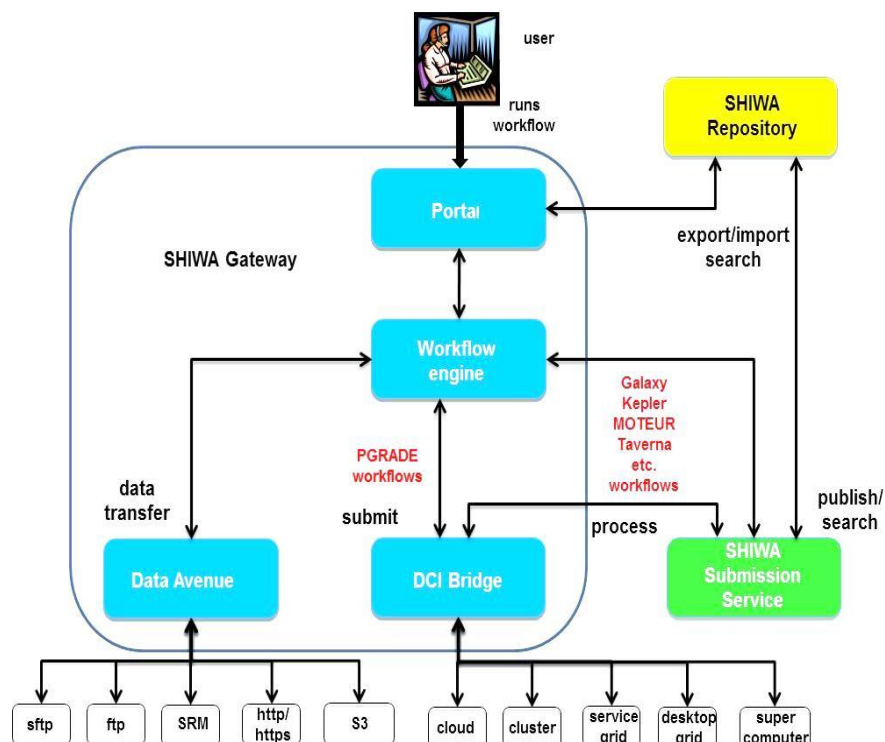 user
runs
workflow
SHIWA
Repository
Portal
export/import
search
SHIWA Gateway
Workflow
engine
Galaxy
Kepler
MOTEUR
Taverna
etc.
workflows
PGRADE
workflows
data
transfer
submit
process
publish/
search
Data Avenue
DCI Bridge
SHIWA
Submission
Service
sftp
ftp
SRM
http/
https
S3
cloud
cluster
service
grid
desktop
grid
super
computer